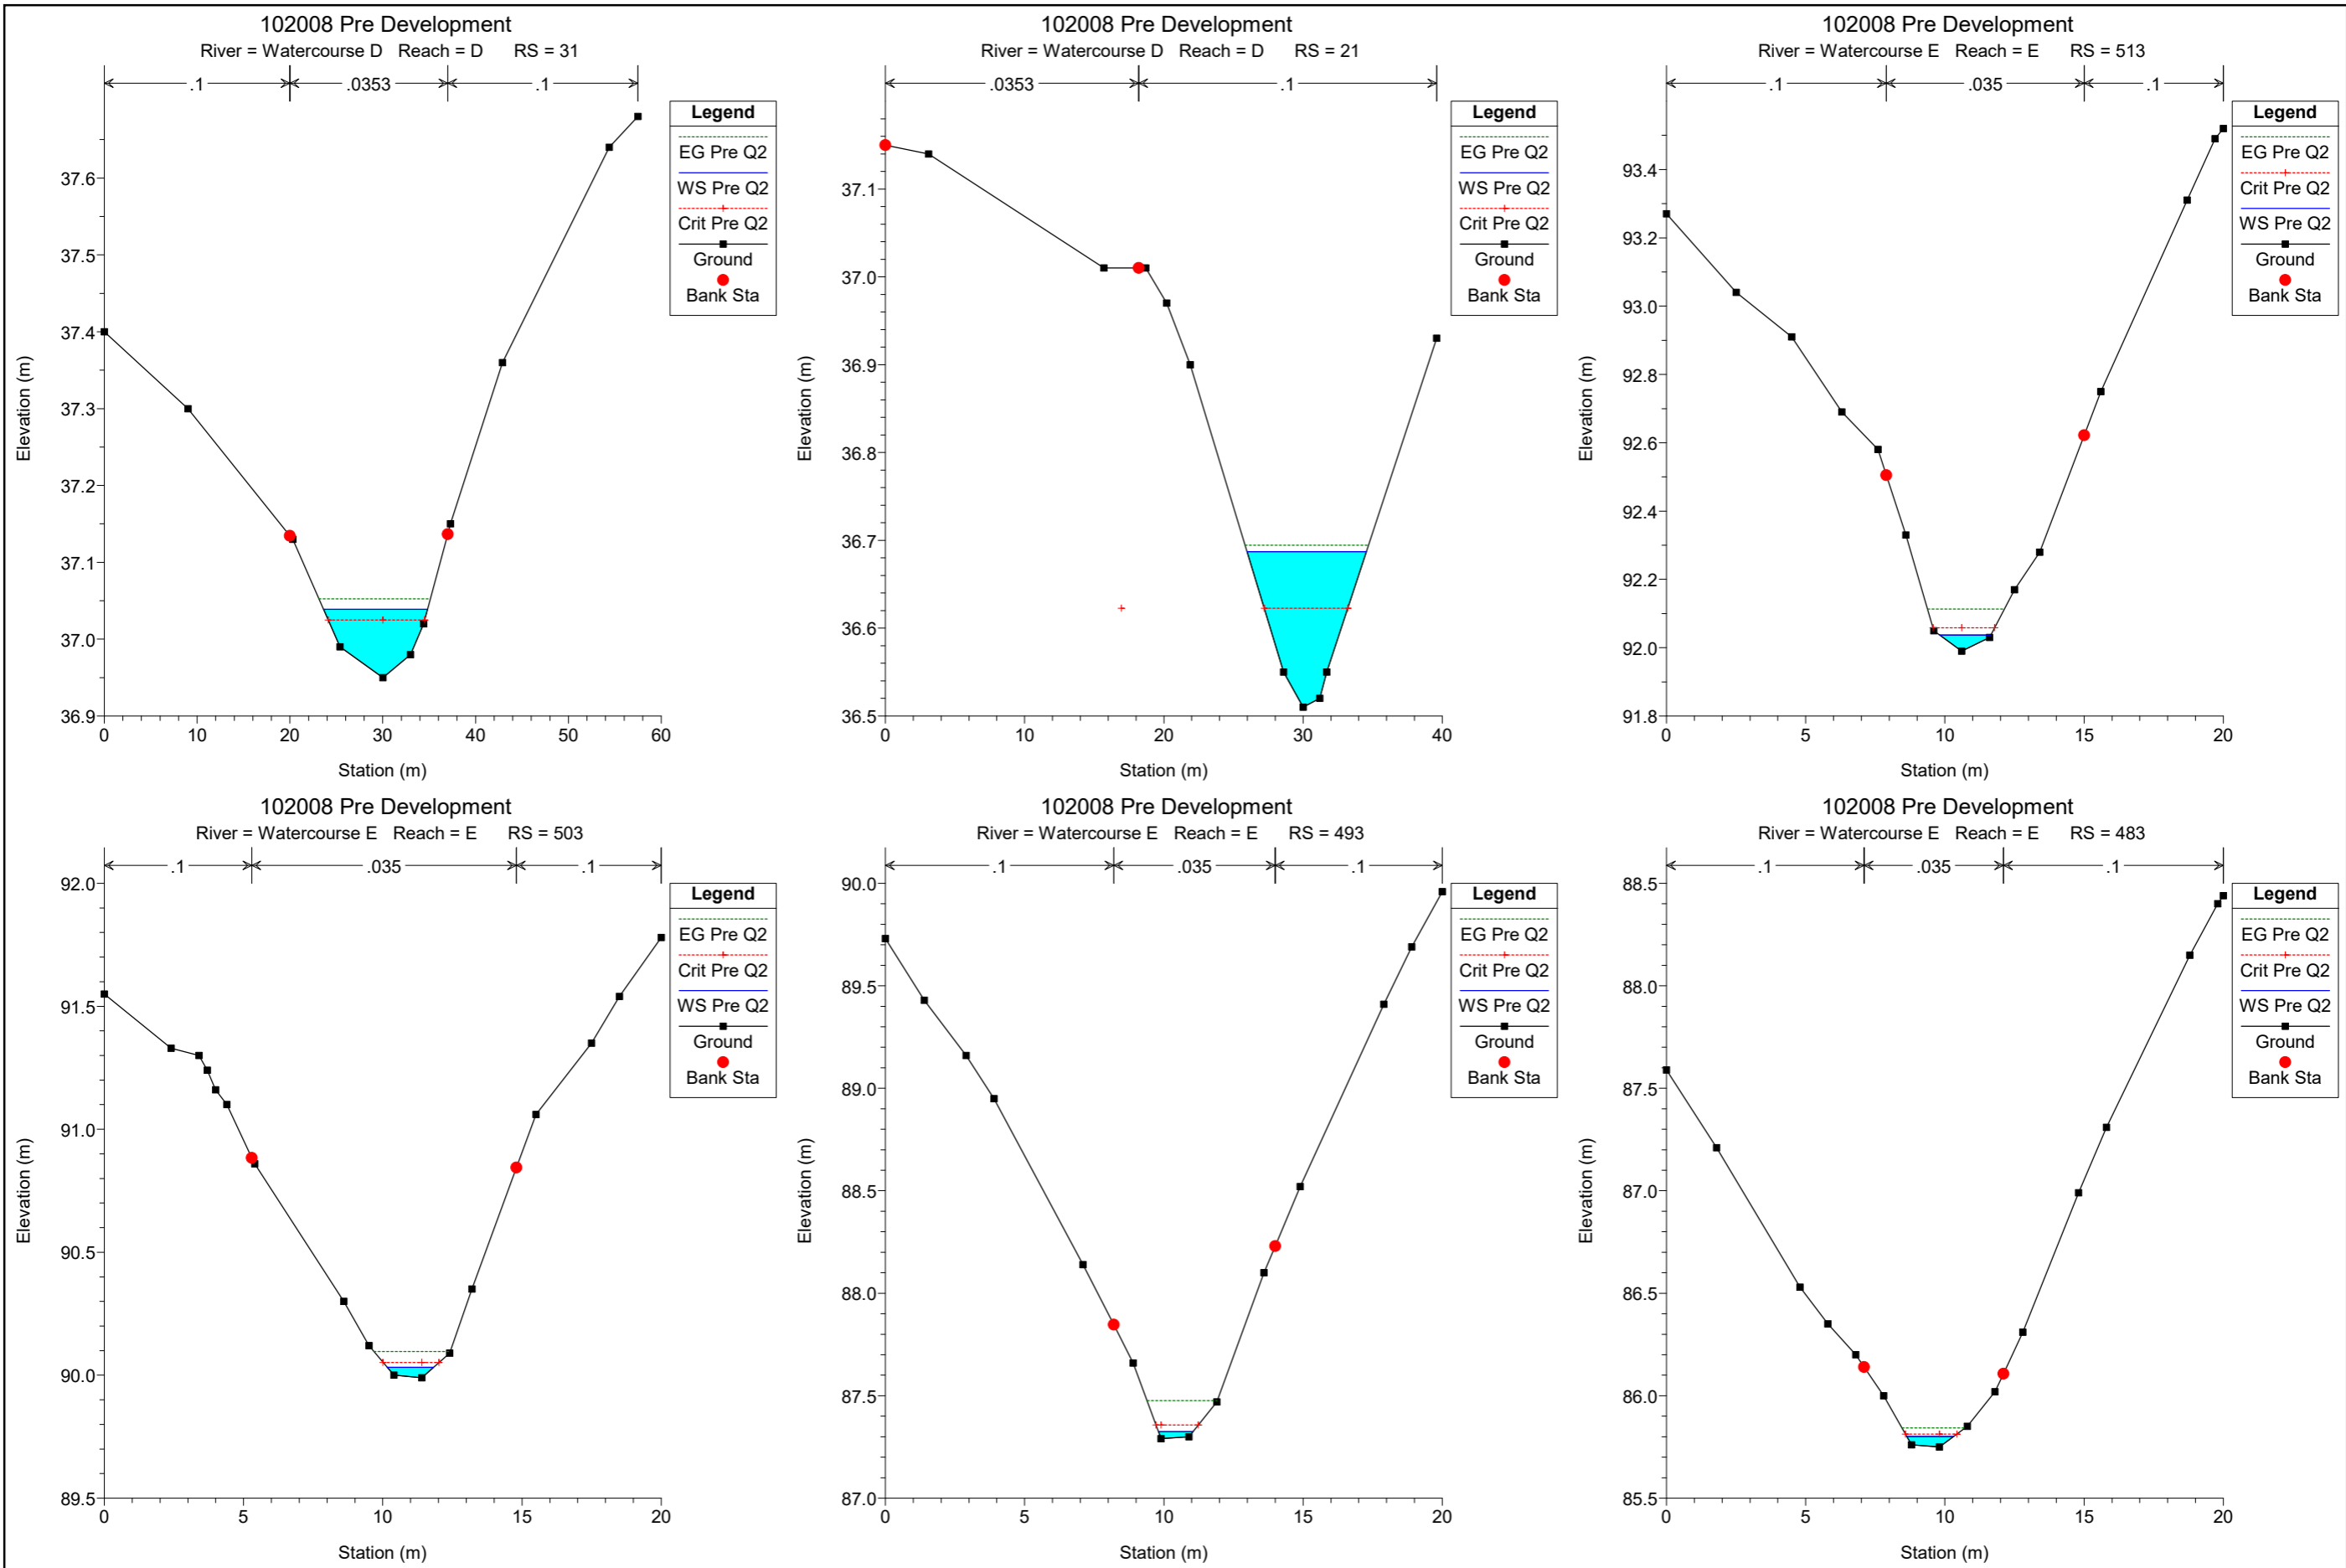 102008 Pre Development
River = Watercourse D Reach = D RS = 31
.1 .0353 .1
Legend
EG Pre Q2
WS Pre Q2
Crit Pre Q2
Ground
Bank Sta
37.6
37.5
37.4
37.3
37.2
37.1
37.0
36.9
Elevation (m)
0 10 20 30 40 50 60
Station (m)
102008 Pre Development
River = Watercourse D Reach = D RS = 21
.0353 .1
Legend
EG Pre Q2
WS Pre Q2
Crit Pre Q2
Ground
Bank Sta
37.1
37.0
36.9
36.8
36.7
36.6
36.5
Elevation (m)
0 10 20 30 40
Station (m)
102008 Pre Development
River = Watercourse E Reach = E RS = 513
.1 .035 .1
Legend
EG Pre Q2
Crit Pre Q2
WS Pre Q2
Ground
Bank Sta
93.4
93.2
93.0
92.8
92.6
92.4
92.2
92.0
91.8
Elevation (m)
0 5 10 15 20
Station (m)
102008 Pre Development
River = Watercourse E Reach = E RS = 503
.1 .035 .1
Legend
EG Pre Q2
Crit Pre Q2
WS Pre Q2
Ground
Bank Sta
92.0
91.5
91.0
90.5
90.0
89.5
Elevation (m)
0 5 10 15 20
Station (m)
102008 Pre Development
River = Watercourse E Reach = E RS = 493
.1 .035 .1
Legend
EG Pre Q2
Crit Pre Q2
WS Pre Q2
Ground
Bank Sta
90.0
89.5
89.0
88.5
88.0
87.5
87.0
Elevation (m)
0 5 10 15 20
Station (m)
102008 Pre Development
River = Watercourse E Reach = E RS = 483
.1 .035 .1
Legend
EG Pre Q2
Crit Pre Q2
WS Pre Q2
Ground
Bank Sta
88.5
88.0
87.5
87.0
86.5
86.0
85.5
Elevation (m)
0 5 10 15 20
Station (m)